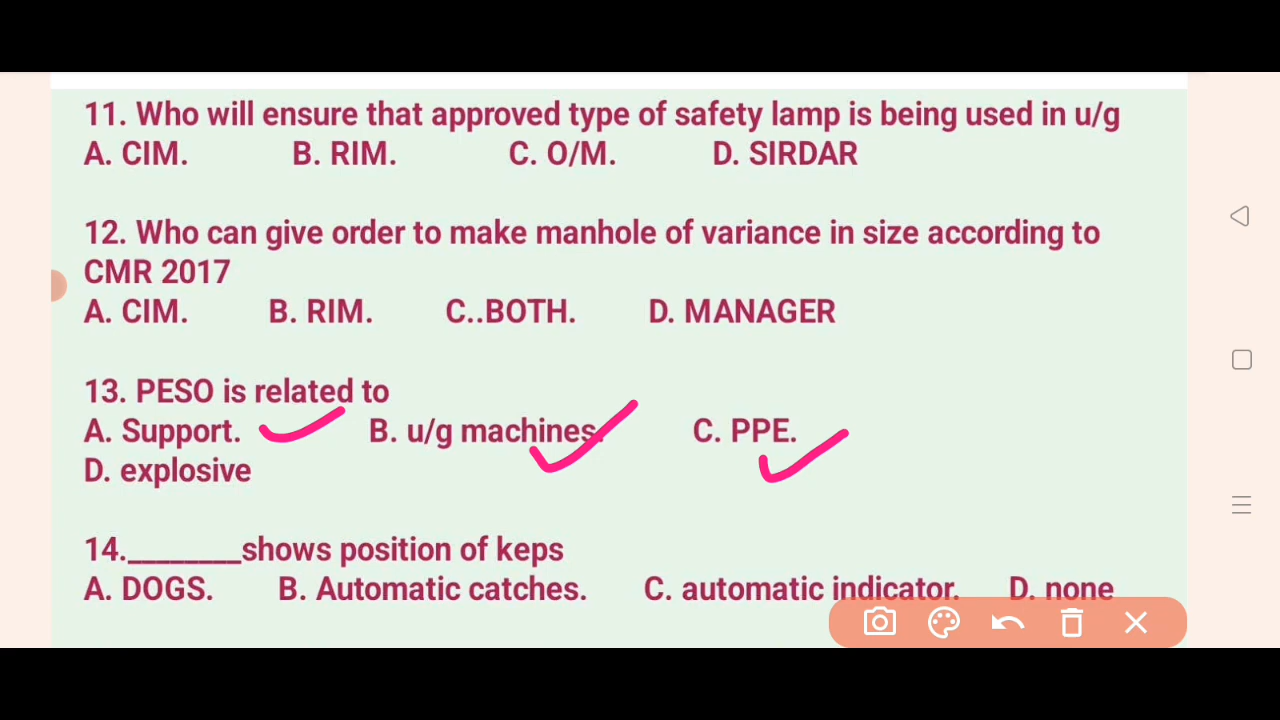 11. Who will ensure that approved type of safety lamp is being used in u/g
A. CIM. B. RIM. C. O/M. D. SIRDAR
12. Who can give order to make manhole of variance in size according to
CMR 2017
A. CIM. B. RIM. C..BOTH. D. MANAGER
13. PESO is related to
A. Support. B. u/g machines. C. PPE.
D. explosive
14.________shows position of keps
A. DOGS. B. Automatic catches. C. automatic indicator. D. none